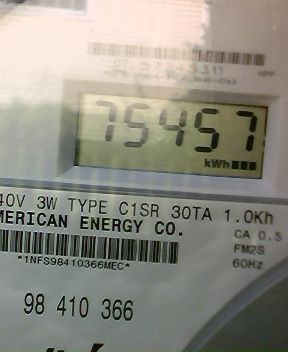 75457
kWh
40V 3W TYPE C1SR 30TA 1.0Kh
MERICAN ENERGY CO.
CA 0.5
FM2S
60Hz
*1NFS98410366MEC*
98 410 366